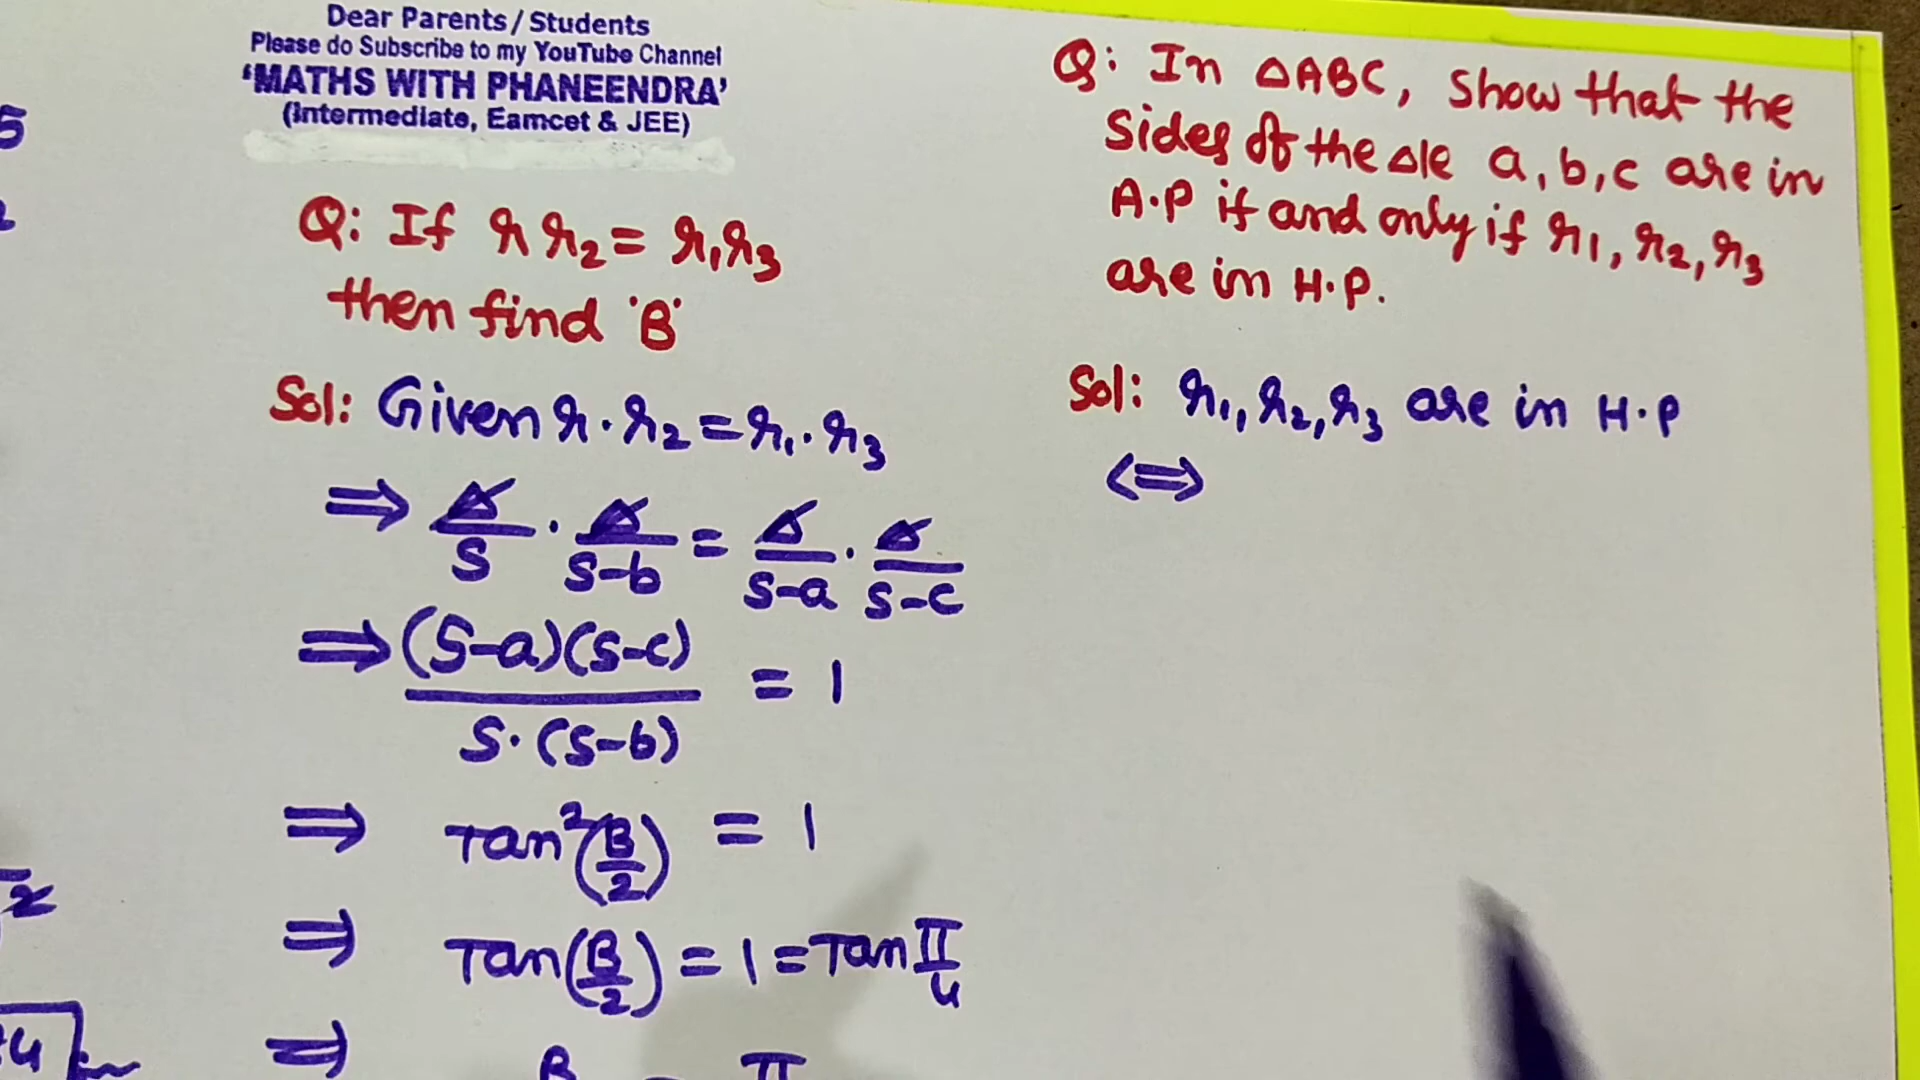 Dear Parents / Students
Please do Subscribe to my YouTube Channel
'MATHS WITH PHANEENDRA'
(Intermediate, Eamcet & JEE)
Q: If r r₂ = r₁r₃
then find 'B'
Sol: Given r · r₂ = r₁ · r₃
⇒ Δ/S · Δ/S-b = Δ/S-a · Δ/S-c
⇒ (S-a)(S-c)/S·(S-b) = 1
⇒ Tan²(B/2) = 1
⇒ Tan(B/2) = 1 = Tan π/4
⇒ B π
Q: In ΔABC, Show that the
Sides of the Δle a, b, c are in
A.P if and only if r₁, r₂, r₃
are in H.P.
Sol: r₁, r₂, r₃ are in H.P
⇔